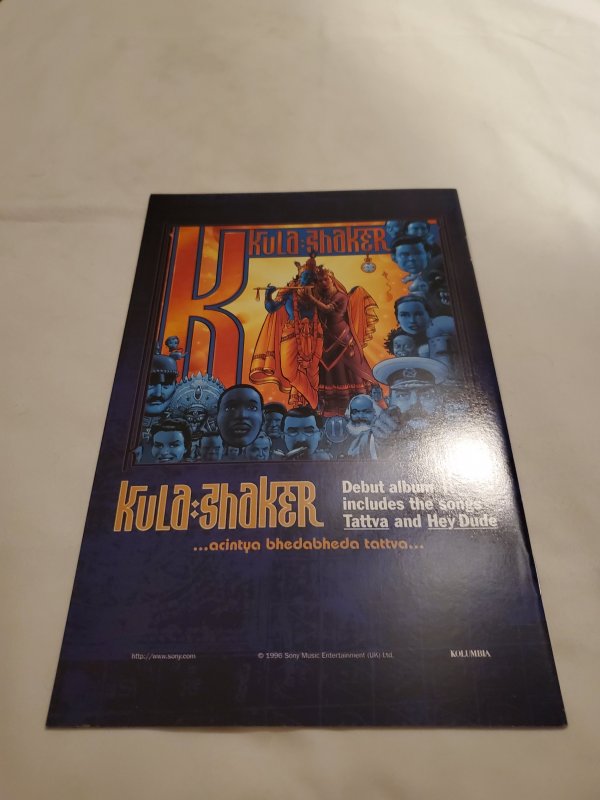 K
KULA SHAKER
KULA SHAKER
Debut album
includes the songs
Tattva and Hey Dude
...acintya bhedabheda tattva...
http://www.sony.com
© 1996 Sony Music Entertainment (UK) Ltd.
KOLUMBIA